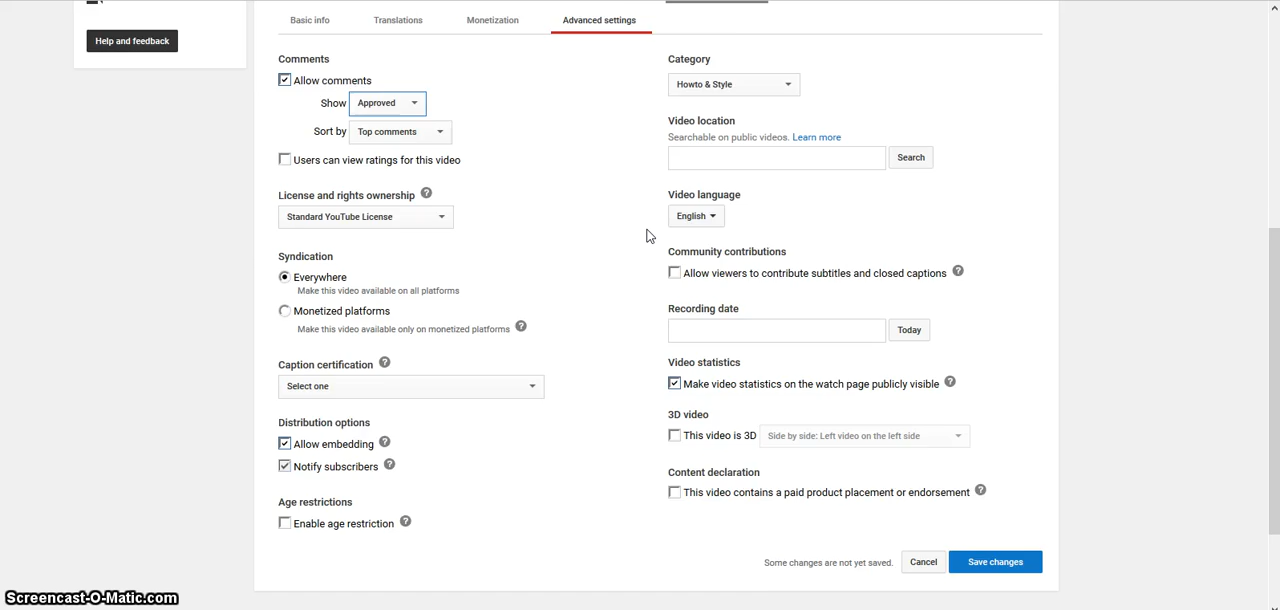 Help and feedback
Basic info
Translations
Monetization
Advanced settings
Comments
Allow comments
Show Approved
Sort by Top comments
Users can view ratings for this video
License and rights ownership ?
Standard YouTube License
Syndication
Everywhere
Make this video available on all platforms
Monetized platforms
Make this video available only on monetized platforms ?
Caption certification ?
Select one
Distribution options
Allow embedding ?
Notify subscribers ?
Age restrictions
Enable age restriction ?
Category
Howto & Style
Video location
Searchable on public videos. Learn more
Search
Video language
English
Community contributions
Allow viewers to contribute subtitles and closed captions ?
Recording date
Today
Video statistics
Make video statistics on the watch page publicly visible ?
3D video
This video is 3D Side by side: Left video on the left side
Content declaration
This video contains a paid product placement or endorsement ?
Some changes are not yet saved. Cancel Save changes
Screencast-O-Matic.com